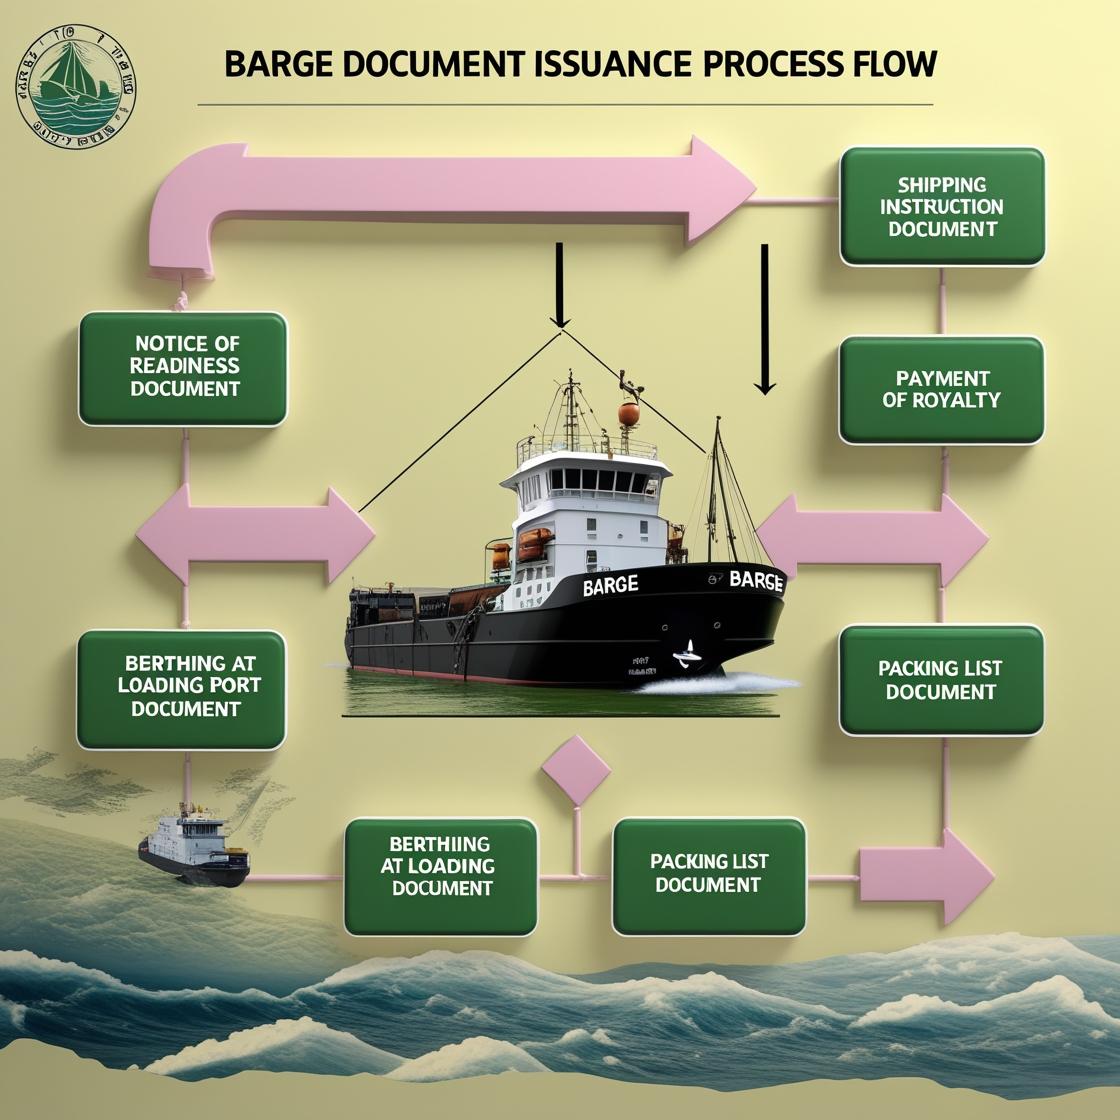 BARGE DOCUMENT ISSUANCE PROCESS FLOW
SHIPPING
INSTRUCTION
DOCUMENT
NOTICE OF
READINESS
DOCUMENT
PAYMENT
OF ROYALTY
BARGE
BARGE
BERTHING AT
LOADING PORT
DOCUMENT
PACKING LIST
DOCUMENT
BERTHIING
AT LOADING
DOCUMENT
PACKING LIST
DOCUMENT